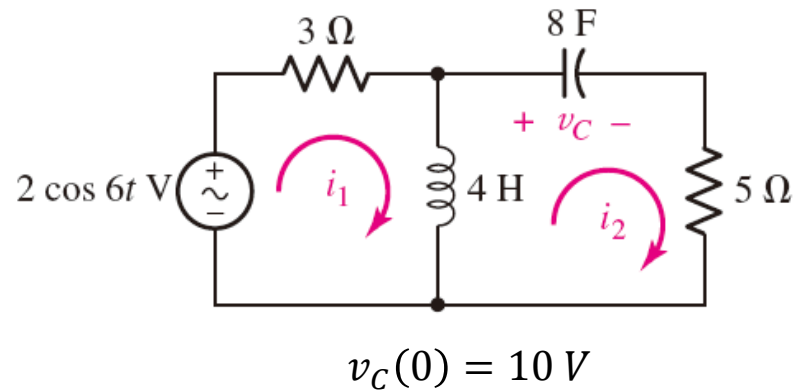 3 Ω
8 F
+ v_C −
2 cos 6t V
+
−
i_1
4 H
i_2
5 Ω
v_C(0) = 10 V